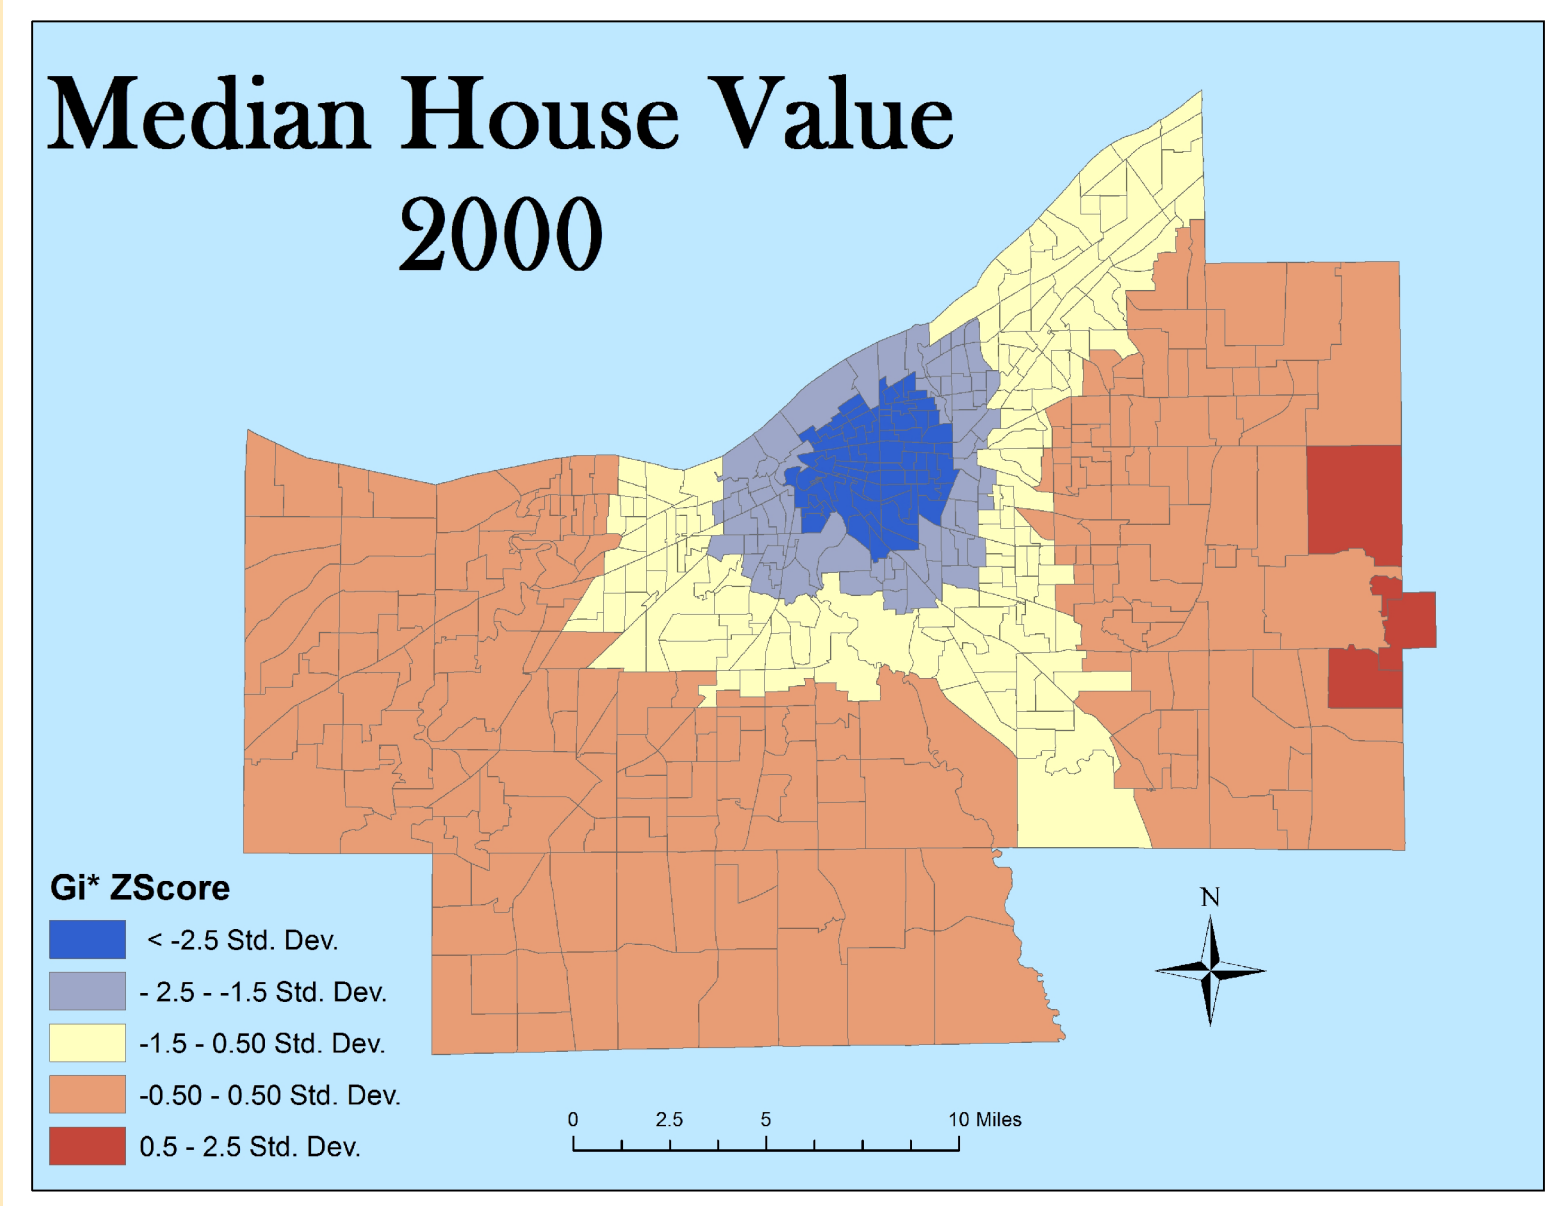 Median House Value
2000
Gi* ZScore
< -2.5 Std. Dev.
- 2.5 - -1.5 Std. Dev.
-1.5 - 0.50 Std. Dev.
-0.50 - 0.50 Std. Dev.
0.5 - 2.5 Std. Dev.
N
0 2.5 5 10 Miles